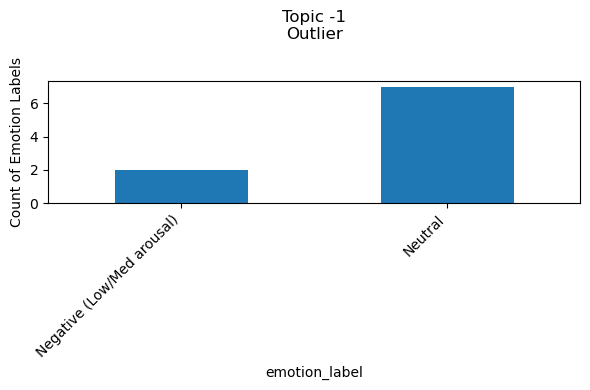 Topic -1
Outlier
Count of Emotion Labels
6
4
2
0
Negative (Low/Med arousal)
Neutral
emotion_label